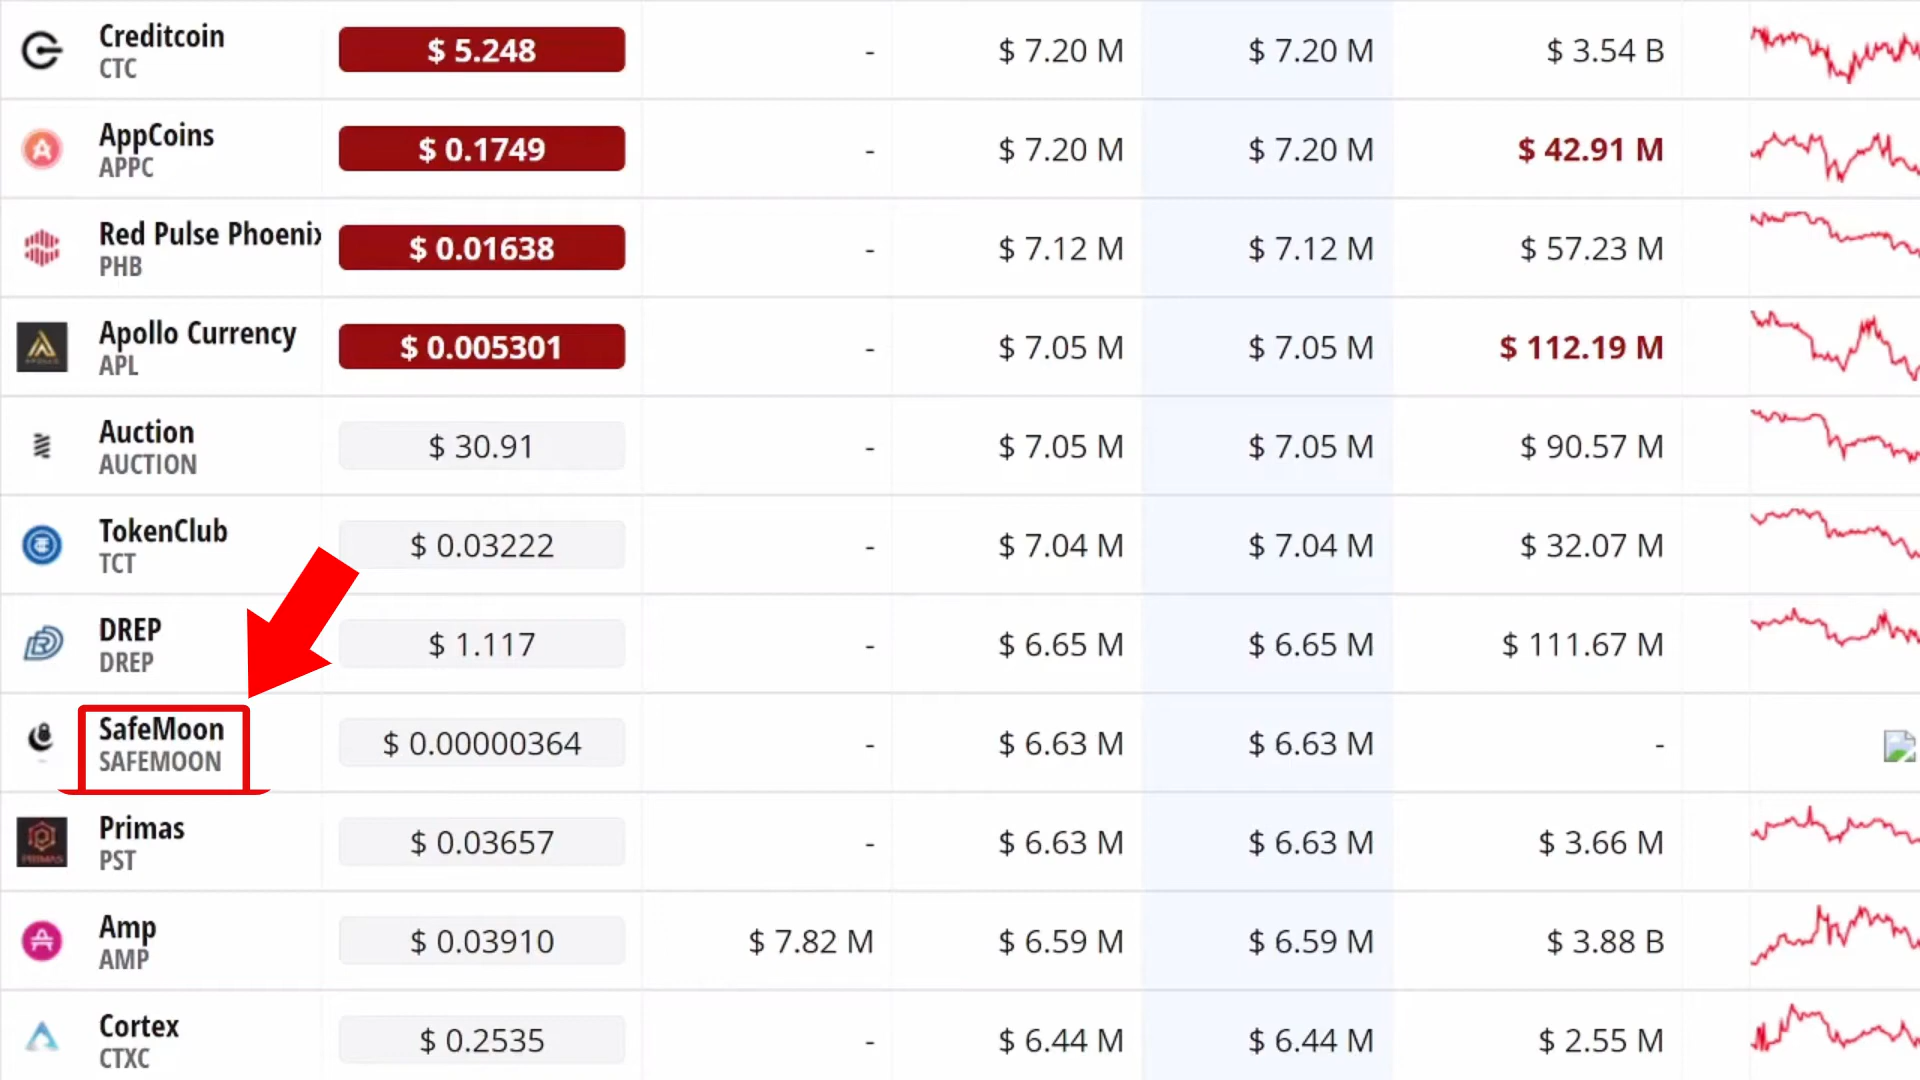 Creditcoin
CTC
$ 5.248 - $ 7.20 M $ 7.20 M $ 3.54 B
AppCoins
APPC
$ 0.1749 - $ 7.20 M $ 7.20 M $ 42.91 M
Red Pulse Phoenix
PHB
$ 0.01638 - $ 7.12 M $ 7.12 M $ 57.23 M
Apollo Currency
APL
$ 0.005301 - $ 7.05 M $ 7.05 M $ 112.19 M
Auction
AUCTION
$ 30.91 - $ 7.05 M $ 7.05 M $ 90.57 M
TokenClub
TCT
$ 0.03222 - $ 7.04 M $ 7.04 M $ 32.07 M
DREP
DREP
$ 1.117 - $ 6.65 M $ 6.65 M $ 111.67 M
SafeMoon
SAFEMOON
$ 0.00000364 - $ 6.63 M $ 6.63 M -
PRIMAS
Primas
PST
$ 0.03657 - $ 6.63 M $ 6.63 M $ 3.66 M
Amp
AMP
$ 0.03910 $ 7.82 M $ 6.59 M $ 6.59 M $ 3.88 B
Cortex
CTXC
$ 0.2535 - $ 6.44 M $ 6.44 M $ 2.55 M